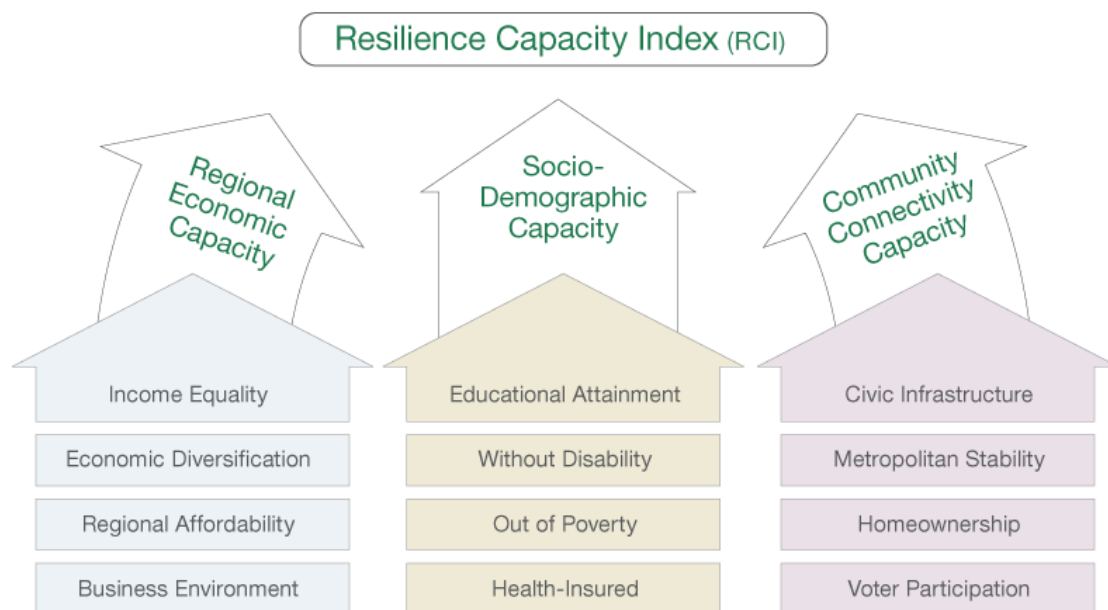 Resilience Capacity Index (RCI)
Regional
Economic
Capacity
Socio-
Demographic
Capacity
Community
Connectivity
Capacity
Income Equality
Economic Diversification
Regional Affordability
Business Environment
Educational Attainment
Without Disability
Out of Poverty
Health-Insured
Civic Infrastructure
Metropolitan Stability
Homeownership
Voter Participation